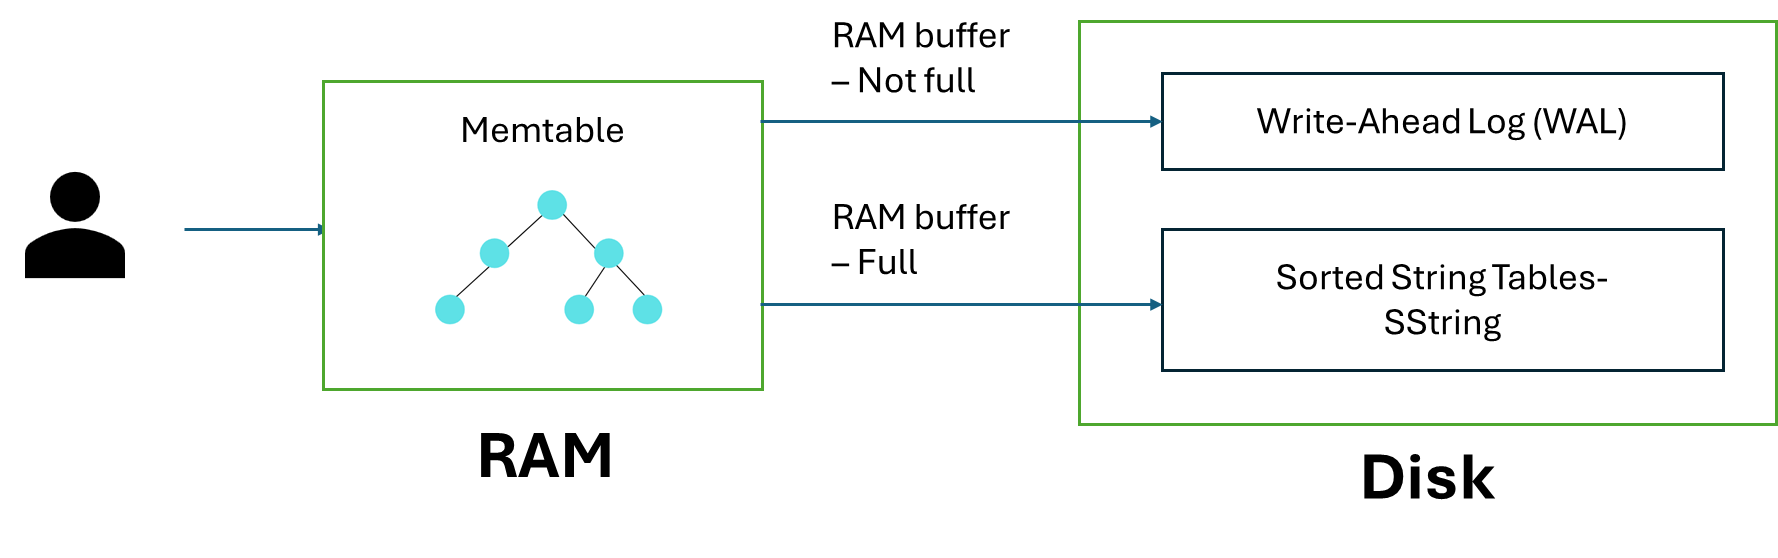 RAM buffer
– Not full
Memtable
Write-Ahead Log (WAL)
RAM buffer
– Full
Sorted String Tables-
SString
RAM
Disk